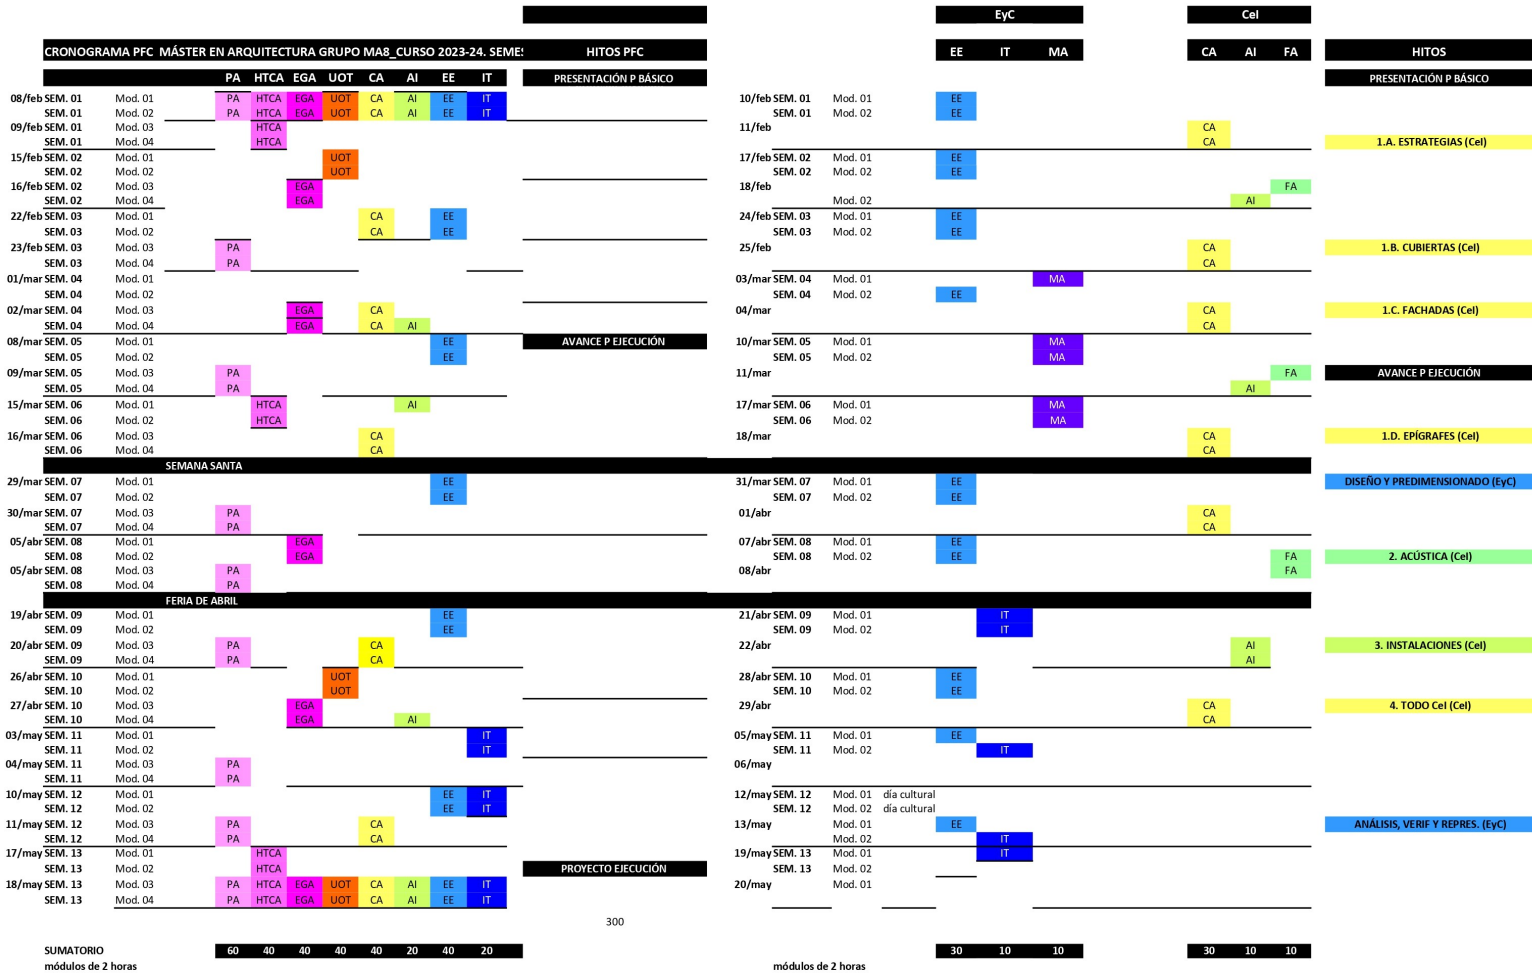 EyC CeI
CRONOGRAMA PFC MÁSTER EN ARQUITECTURA GRUPO MA8_CURSO 2023-24. SEMES HITOS PFC EE IT MA CA AI FA HITOS
PA HTCA EGA UOT CA AI EE IT PRESENTACIÓN P BÁSICO PRESENTACIÓN P BÁSICO
08/feb SEM. 01 Mod. 01 PA HTCA EGA UOT CA AI EE IT 10/feb SEM. 01 Mod. 01 EE
SEM. 01 Mod. 02 PA HTCA EGA UOT CA AI EE IT SEM. 01 Mod. 02 EE
09/feb SEM. 01 Mod. 03 HTCA 11/feb CA
SEM. 01 Mod. 04 HTCA CA 1.A. ESTRATEGIAS (CeI)
15/feb SEM. 02 Mod. 01 UOT 17/feb SEM. 02 Mod. 01 EE
SEM. 02 Mod. 02 UOT SEM. 02 Mod. 02 EE
16/feb SEM. 02 Mod. 03 EGA 18/feb FA
SEM. 02 Mod. 04 EGA Mod. 02 AI
22/feb SEM. 03 Mod. 01 CA EE 24/feb SEM. 03 Mod. 01 EE
SEM. 03 Mod. 02 CA EE SEM. 03 Mod. 02 EE
23/feb SEM. 03 Mod. 03 PA 25/feb CA 1.B. CUBIERTAS (CeI)
SEM. 03 Mod. 04 PA CA
01/mar SEM. 04 Mod. 01 03/mar SEM. 04 Mod. 01 MA
SEM. 04 Mod. 02 SEM. 04 Mod. 02 EE
02/mar SEM. 04 Mod. 03 EGA CA 04/mar CA 1.C. FACHADAS (CeI)
SEM. 04 Mod. 04 EGA CA AI CA
08/mar SEM. 05 Mod. 01 EE AVANCE P EJECUCIÓN 10/mar SEM. 05 Mod. 01 MA
SEM. 05 Mod. 02 EE SEM. 05 Mod. 02 MA
09/mar SEM. 05 Mod. 03 PA 11/mar FA AVANCE P EJECUCIÓN
SEM. 05 Mod. 04 PA AI
15/mar SEM. 06 Mod. 01 HTCA AI 17/mar SEM. 06 Mod. 01 MA
SEM. 06 Mod. 02 HTCA SEM. 06 Mod. 02 MA
16/mar SEM. 06 Mod. 03 CA 18/mar CA 1.D. EPÍGRAFES (CeI)
SEM. 06 Mod. 04 CA CA
SEMANA SANTA
29/mar SEM. 07 Mod. 01 EE 31/mar SEM. 07 Mod. 01 EE DISEÑO Y PREDIMENSIONADO (EyC)
SEM. 07 Mod. 02 EE SEM. 07 Mod. 02 EE
30/mar SEM. 07 Mod. 03 PA 01/abr CA
SEM. 07 Mod. 04 PA CA
05/abr SEM. 08 Mod. 01 EGA 07/abr SEM. 08 Mod. 01 EE
SEM. 08 Mod. 02 EGA SEM. 08 Mod. 02 EE FA 2. ACÚSTICA (CeI)
05/abr SEM. 08 Mod. 03 PA 08/abr FA
SEM. 08 Mod. 04 PA
FERIA DE ABRIL
19/abr SEM. 09 Mod. 01 EE 21/abr SEM. 09 Mod. 01 IT
SEM. 09 Mod. 02 EE SEM. 09 Mod. 02 IT
20/abr SEM. 09 Mod. 03 PA CA 22/abr AI 3. INSTALACIONES (CeI)
SEM. 09 Mod. 04 PA CA AI
26/abr SEM. 10 Mod. 01 UOT 28/abr SEM. 10 Mod. 01 EE
SEM. 10 Mod. 02 UOT SEM. 10 Mod. 02 EE
27/abr SEM. 10 Mod. 03 EGA 29/abr CA 4. TODO CeI (CeI)
SEM. 10 Mod. 04 EGA AI CA
03/may SEM. 11 Mod. 01 IT 05/may SEM. 11 Mod. 01 EE
SEM. 11 Mod. 02 IT SEM. 11 Mod. 02 IT
04/may SEM. 11 Mod. 03 PA 06/may
SEM. 11 Mod. 04 PA
10/may SEM. 12 Mod. 01 EE IT 12/may SEM. 12 Mod. 01 día cultural
SEM. 12 Mod. 02 EE IT SEM. 12 Mod. 02 día cultural
11/may SEM. 12 Mod. 03 PA CA 13/may Mod. 01 EE ANÁLISIS, VERIF Y REPRES. (EyC)
SEM. 12 Mod. 04 PA CA Mod. 02 IT
17/may SEM. 13 Mod. 01 HTCA 19/may SEM. 13 Mod. 01 IT
SEM. 13 Mod. 02 HTCA PROYECTO EJECUCIÓN SEM. 13 Mod. 02
18/may SEM. 13 Mod. 03 PA HTCA EGA UOT CA AI EE IT 20/may Mod. 01
SEM. 13 Mod. 04 PA HTCA EGA UOT CA AI EE IT
300
SUMATORIO 60 40 40 40 40 20 40 20 30 10 10 30 10 10
módulos de 2 horas módulos de 2 horas